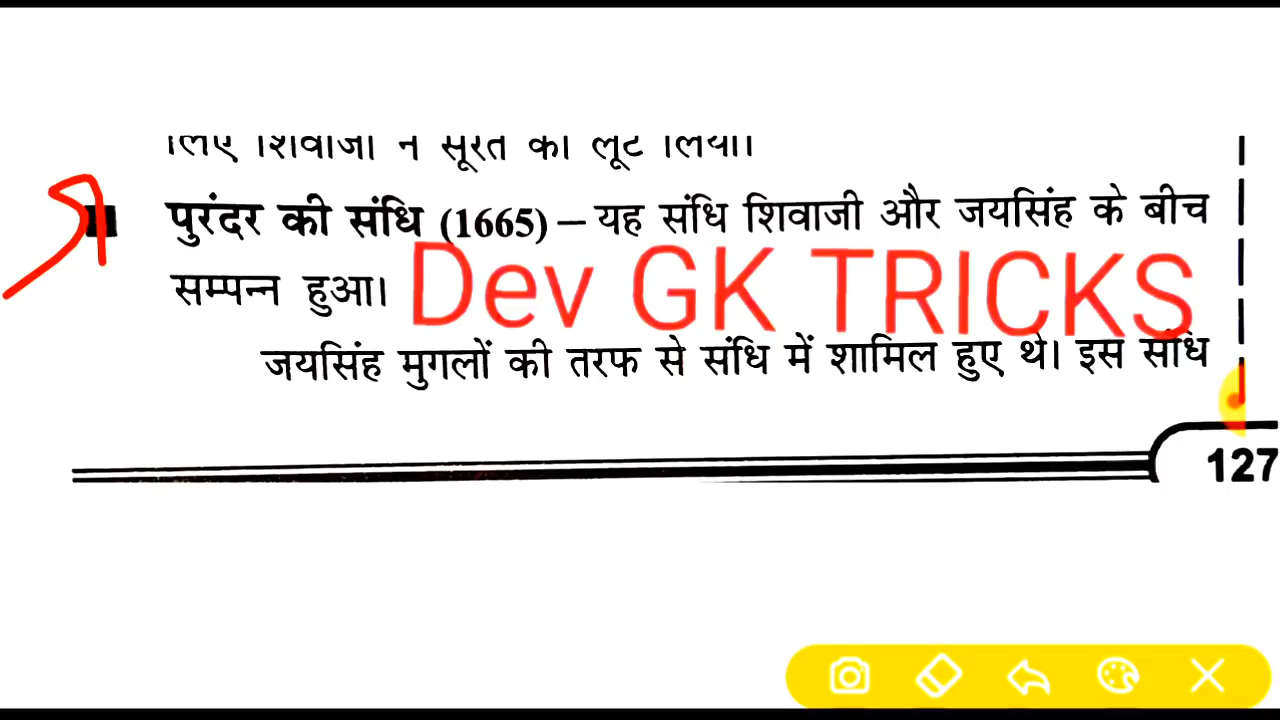 लिए शिवाजी ने सूरत को लूट लिया।
पुरंदर की संधि (1665) – यह संधि शिवाजी और जयसिंह के बीच
सम्पन्न हुआ।
Dev GK TRICKS
जयसिंह मुगलों की तरफ से संधि में शामिल हुए थे। इस संधि
127